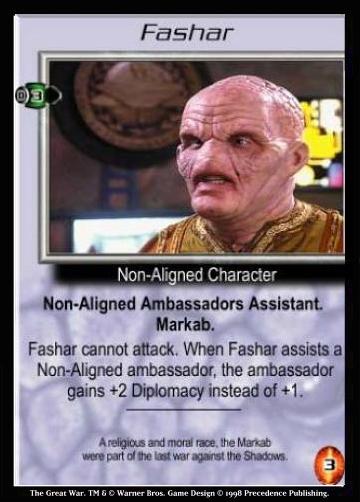 Fashar
0 3
Non-Aligned Character
Non-Aligned Ambassadors Assistant.
Markab.
Fashar cannot attack. When Fashar assists a
Non-Aligned ambassador, the ambassador
gains +2 Diplomacy instead of +1.
A religious and moral race, the Markab
were part of the last war against the Shadows.
3
The Great War. TM & © Warner Bros. Game Design © 1998 Precedence Publishing.